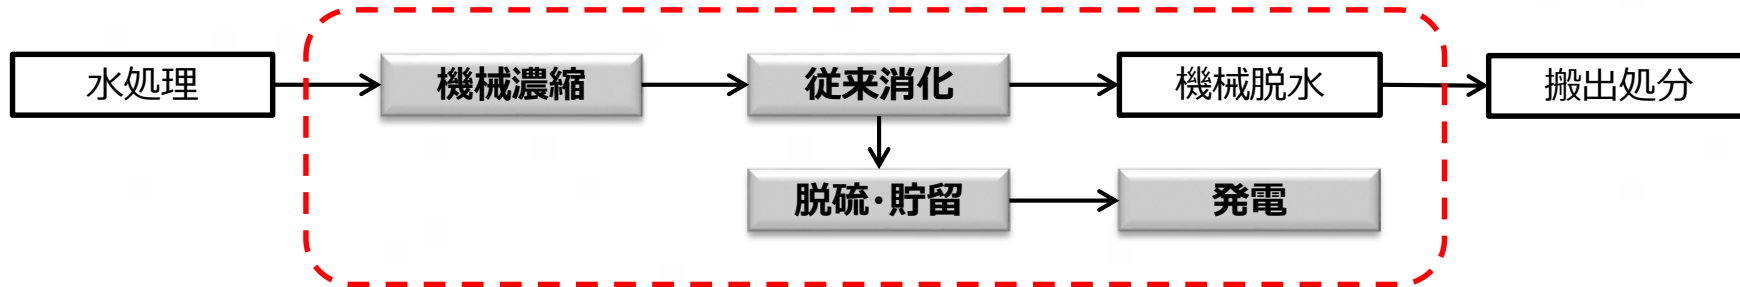 水処理
機械濃縮
従来消化
機械脱水
搬出処分
脱硫・貯留
発電